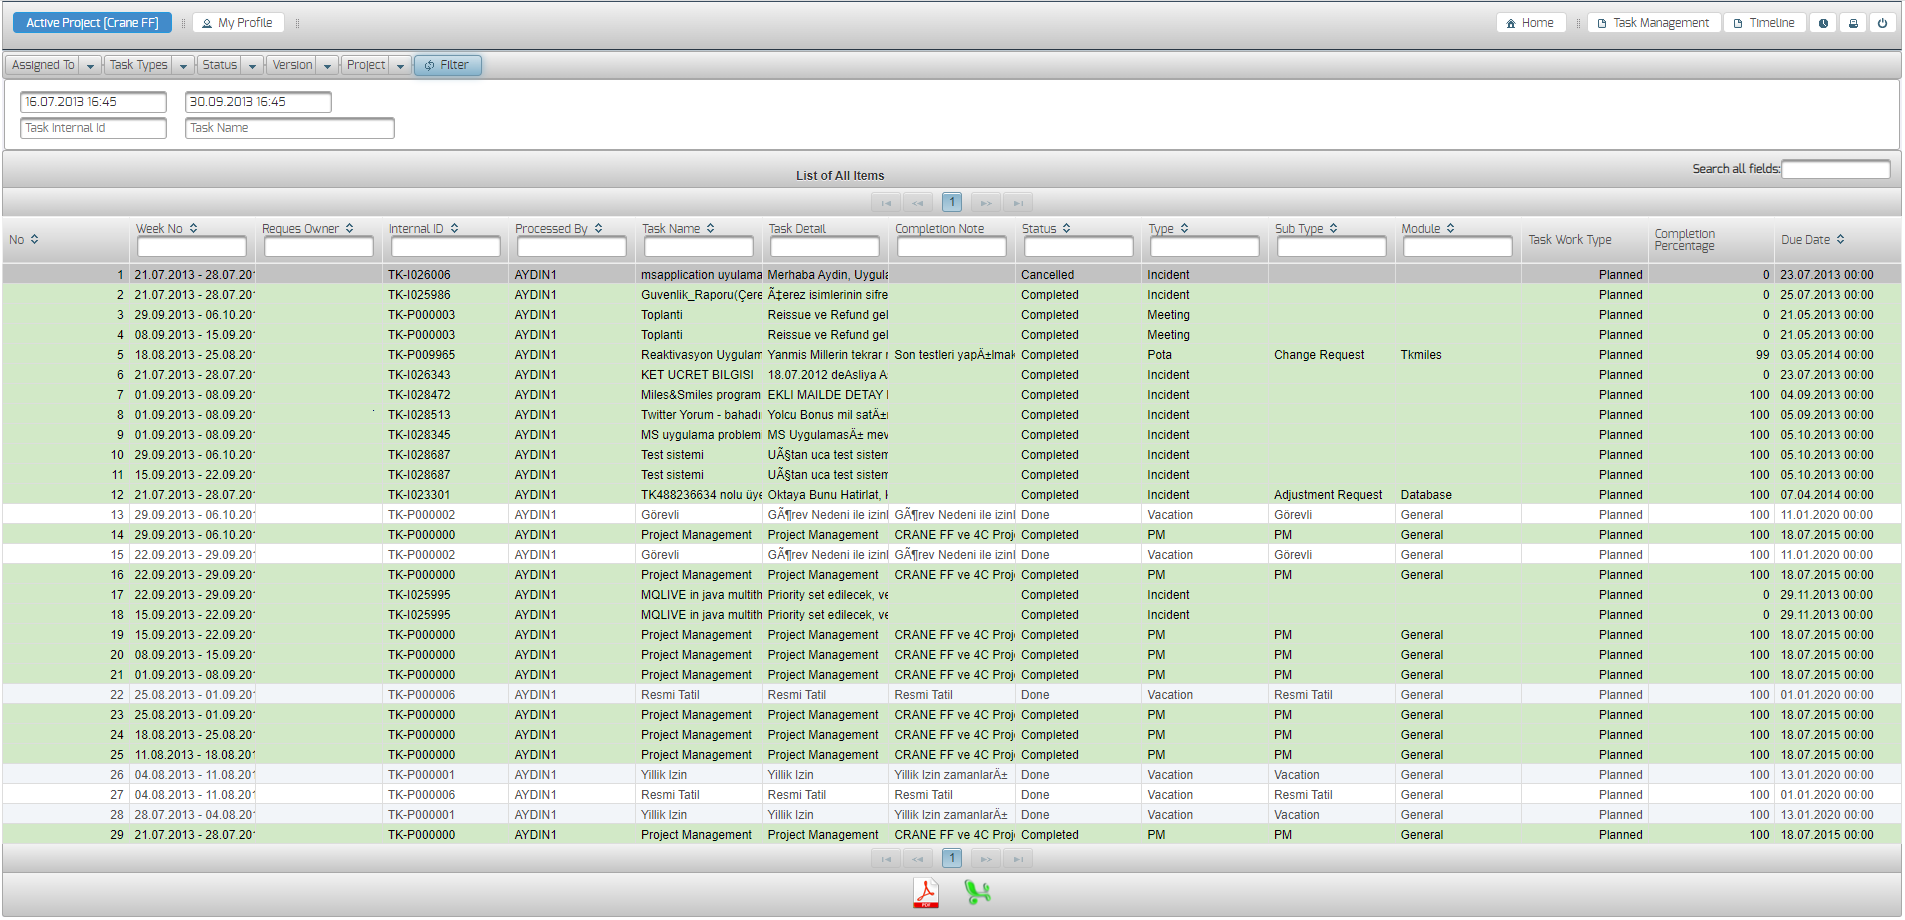 Active Project [Crane FF] My Profile Home Task Management Timeline
Assigned To Task Types Status Version Project Filter
16.07.2013 16:45 30.09.2013 16:45
Task Internal Id Task Name
List of All Items Search all fields:
1
No Week No Reques Owner Internal ID Processed By Task Name Task Detail Completion Note Status Type Sub Type Module Task Work Type Completion Percentage Due Date
1 21.07.2013 - 28.07.20 TK-I026006 AYDIN1 msapplication uyulama Merhaba Aydin, Uygula Cancelled Incident Planned 0 23.07.2013 00:00
2 21.07.2013 - 28.07.20 TK-I025986 AYDIN1 Guvenlik_Raporu(Çere Ã‡erez isimlerinin sifre Completed Incident Planned 0 25.07.2013 00:00
3 29.09.2013 - 06.10.20 TK-P000003 AYDIN1 Toplanti Reissue ve Refund gel Completed Meeting Planned 0 21.05.2013 00:00
4 08.09.2013 - 15.09.20 TK-P000003 AYDIN1 Toplanti Reissue ve Refund gel Completed Meeting Planned 0 21.05.2013 00:00
5 18.08.2013 - 25.08.20 TK-P009965 AYDIN1 Reaktivasyon Uygulam Yanmis Millerin tekrar Son testleri yapÄ±lmak Completed Pota Change Request Tkmiles Planned 99 03.05.2014 00:00
6 21.07.2013 - 28.07.20 TK-I026343 AYDIN1 KET UCRET BILGISI 18.07.2012 deAsliya A Completed Incident Planned 0 23.07.2013 00:00
7 01.09.2013 - 08.09.20 TK-I028472 AYDIN1 Miles&Smiles program EKLI MAILDE DETAY Completed Incident Planned 100 04.09.2013 00:00
8 01.09.2013 - 08.09.20 TK-I028513 AYDIN1 Twitter Yorum - bahadı Yolcu Bonus mil satÄ± Completed Incident Planned 100 05.09.2013 00:00
9 01.09.2013 - 08.09.20 TK-I028345 AYDIN1 MS uygulama problem MS UygulamasÄ± mev Completed Incident Planned 100 05.10.2013 00:00
10 29.09.2013 - 06.10.20 TK-I028687 AYDIN1 Test sistemi UÃ§tan uca test sistem Completed Incident Planned 100 05.10.2013 00:00
11 15.09.2013 - 22.09.20 TK-I028687 AYDIN1 Test sistemi UÃ§tan uca test sistem Completed Incident Planned 100 05.10.2013 00:00
12 21.07.2013 - 28.07.20 TK-I023301 AYDIN1 TK488236634 nolu üye Oktaya Bunu Hatirlat, Completed Incident Adjustment Request Database Planned 100 07.04.2014 00:00
13 29.09.2013 - 06.10.20 TK-P000002 AYDIN1 Görevli GÃ¶rev Nedeni ile izinl GÃ¶rev Nedeni ile izinl Done Vacation Görevli General Planned 100 11.01.2020 00:00
14 29.09.2013 - 06.10.20 TK-P000000 AYDIN1 Project Management Project Management CRANE FF ve 4C Proj Completed PM PM General Planned 100 18.07.2015 00:00
15 22.09.2013 - 29.09.20 TK-P000002 AYDIN1 Görevli GÃ¶rev Nedeni ile izinl GÃ¶rev Nedeni ile izinl Done Vacation Görevli General Planned 100 11.01.2020 00:00
16 22.09.2013 - 29.09.20 TK-P000000 AYDIN1 Project Management Project Management CRANE FF ve 4C Proj Completed PM PM General Planned 100 18.07.2015 00:00
17 22.09.2013 - 29.09.20 TK-I025995 AYDIN1 MQLIVE in java multith Priority set edilecek, ve Completed Incident Planned 0 29.11.2013 00:00
18 15.09.2013 - 22.09.20 TK-I025995 AYDIN1 MQLIVE in java multith Priority set edilecek, ve Completed Incident Planned 0 29.11.2013 00:00
19 15.09.2013 - 22.09.20 TK-P000000 AYDIN1 Project Management Project Management CRANE FF ve 4C Proj Completed PM PM General Planned 100 18.07.2015 00:00
20 08.09.2013 - 15.09.20 TK-P000000 AYDIN1 Project Management Project Management CRANE FF ve 4C Proj Completed PM PM General Planned 100 18.07.2015 00:00
21 01.09.2013 - 08.09.20 TK-P000000 AYDIN1 Project Management Project Management CRANE FF ve 4C Proj Completed PM PM General Planned 100 18.07.2015 00:00
22 25.08.2013 - 01.09.20 TK-P000006 AYDIN1 Resmi Tatil Resmi Tatil Resmi Tatil Done Vacation Resmi Tatil General Planned 100 01.01.2020 00:00
23 25.08.2013 - 01.09.20 TK-P000000 AYDIN1 Project Management Project Management CRANE FF ve 4C Proj Completed PM PM General Planned 100 18.07.2015 00:00
24 18.08.2013 - 25.08.20 TK-P000000 AYDIN1 Project Management Project Management CRANE FF ve 4C Proj Completed PM PM General Planned 100 18.07.2015 00:00
25 11.08.2013 - 18.08.20 TK-P000000 AYDIN1 Project Management Project Management CRANE FF ve 4C Proj Completed PM PM General Planned 100 18.07.2015 00:00
26 04.08.2013 - 11.08.20 TK-P000001 AYDIN1 Yillik Izin Yillik Izin Yillik Izin zamanlarÄ± Done Vacation Vacation General Planned 100 13.01.2020 00:00
27 04.08.2013 - 11.08.20 TK-P000006 AYDIN1 Resmi Tatil Resmi Tatil Resmi Tatil Done Vacation Resmi Tatil General Planned 100 01.01.2020 00:00
28 28.07.2013 - 04.08.20 TK-P000001 AYDIN1 Yillik Izin Yillik Izin Yillik Izin zamanlarÄ± Done Vacation Vacation General Planned 100 13.01.2020 00:00
29 21.07.2013 - 28.07.20 TK-P000000 AYDIN1 Project Management Project Management CRANE FF ve 4C Proj Completed PM PM General Planned 100 18.07.2015 00:00
1
PDF